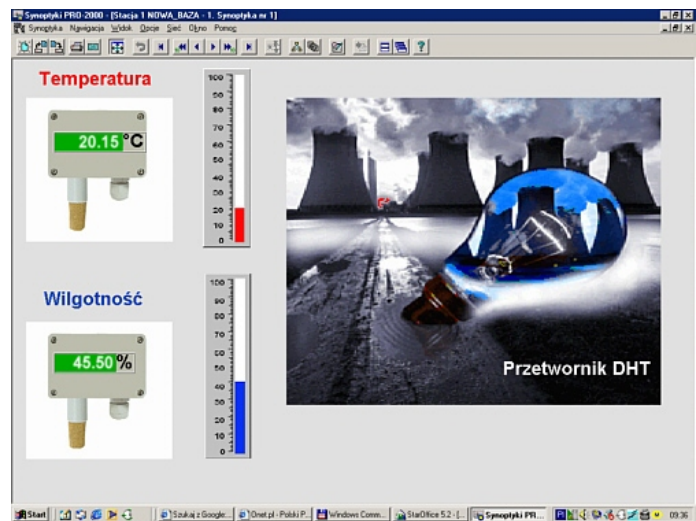 Synoptyki PRO-2000 - [Stacja 1 NOWA_BAZA - 1. Synoptyka nr 1]
Synoptyka Nawigacja Widok Opcje Sieć Okno Pomoc
Temperatura
20.15 °C
100
90
80
70
60
50
40
30
20
10
0
Wilgotność
45.50 %
100
90
80
70
60
50
40
30
20
10
0
Przetwornik DHT
Start
Szukaj z Google:...
Onet.pl - Polski P...
Windows Comm...
StarOffice 5.2 - [...
Synoptyki PR...
09:36